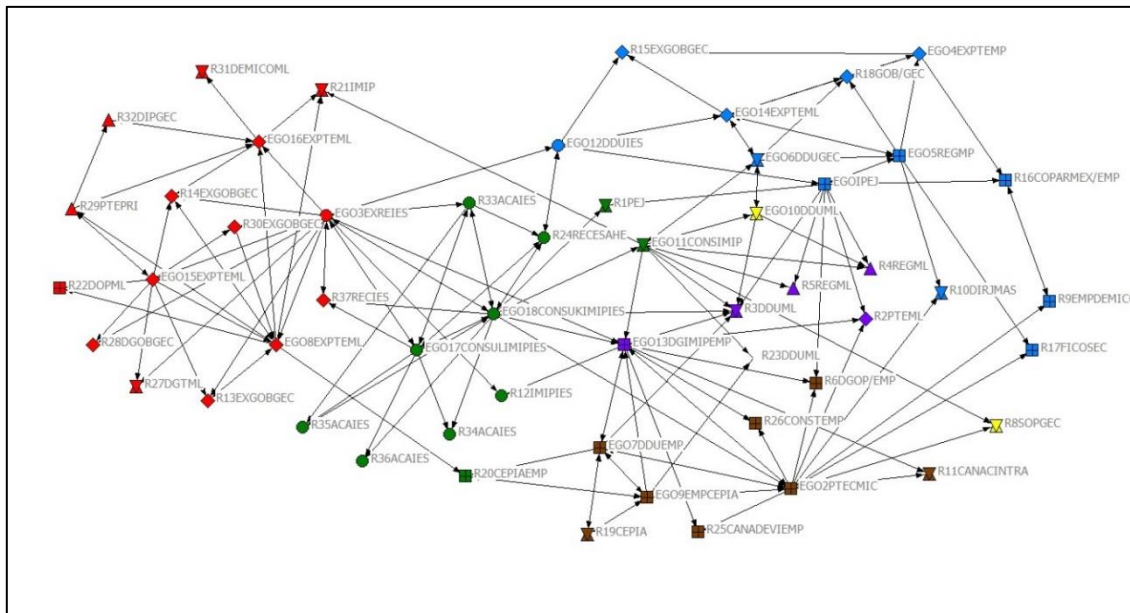 R15EXGOBGEC
EGO4EXPTEMP
R31DEMICOML
R18GOB/GEC
R21IMIP
R32DIPGEC
EGO14EXPTEML
EGO16EXPTEML
EGO12DDUIES
EGO6DDUGEC
EGO5REGMP
R16COPARMEX/EMP
EGOIPEJ
R14EXGOBGEC
R33ACAIES
R1PEJ
R29PTEPRI
EGO3EXREIES
EGO10DDUML
R30EXGOBGEC
R24RECESAHE
EGO11CONSIMIP
R4REGML
EGO15EXPTEML
R22DOPML
R5REGML
R10DIRJMAS
R37RECIES
R9EMPDEMICO
EGO18CONSUKIMIPIES
R3DDUML
R2PTEML
R28DGOBGEC
EGO8EXPTEML
EGO17CONSULIMIPIES
EGO13DGIMIPEMP
R23DDUML
R17FICOSEC
R27DGTML
R6DGOP/EMP
R13EXGOBGEC
R12IMIPIES
R26CONSTEMP
R35ACAIES
R34ACAIES
R8SOPGEC
EGO7DDUEMP
R36ACAIES
R20CEPIAEMP
R11CANACINTRA
EGO2PTECMIC
EGO9EMPCEPIA
R19CEPIA
R25CANADEVIEMP